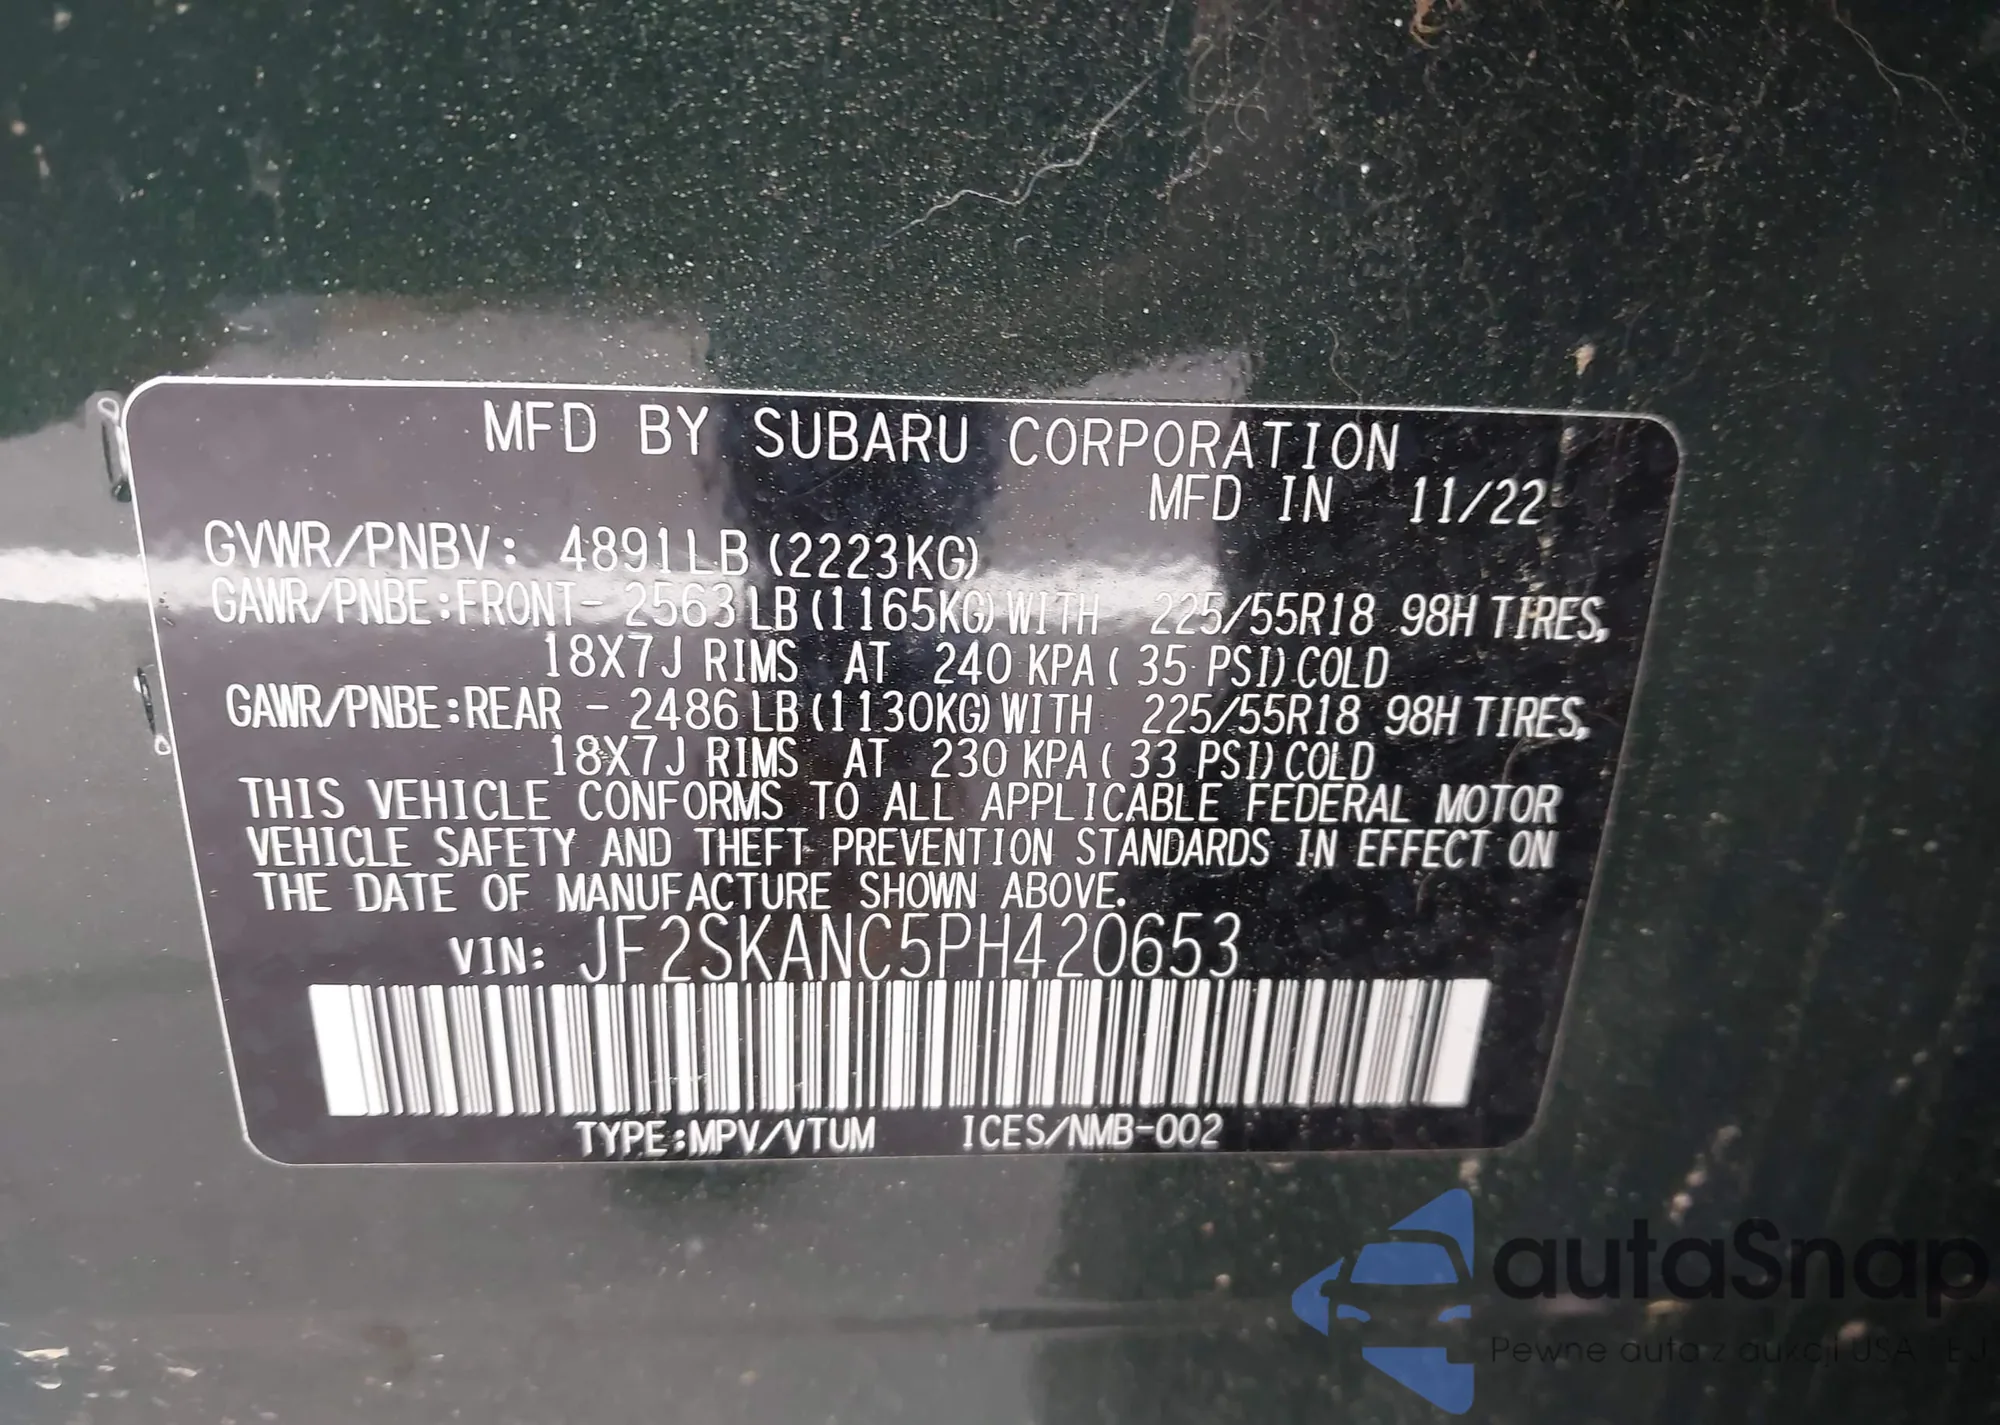 MFD BY SUBARU CORPORATION
MFD IN 11/22
GVWR/PNBV: 4891LB(2223KG)
GAWR/PNBE:FRONT- 2563LB(1165KG)WITH 225/55R18 98H TIRES,
18X7J RIMS AT 240 KPA( 35 PSI)COLD
GAWR/PNBE:REAR - 2486LB(1130KG)WITH 225/55R18 98H TIRES,
18X7J RIMS AT 230 KPA( 33 PSI)COLD
THIS VEHICLE CONFORMS TO ALL APPLICABLE FEDERAL MOTOR
VEHICLE SAFETY AND THEFT PREVENTION STANDARDS IN EFFECT ON
THE DATE OF MANUFACTURE SHOWN ABOVE.
VIN: JF2SKANC5PH420653
TYPE:MPV/VTUM ICES/NMB-002
autaSnap
Pewne auta z aukcji USA